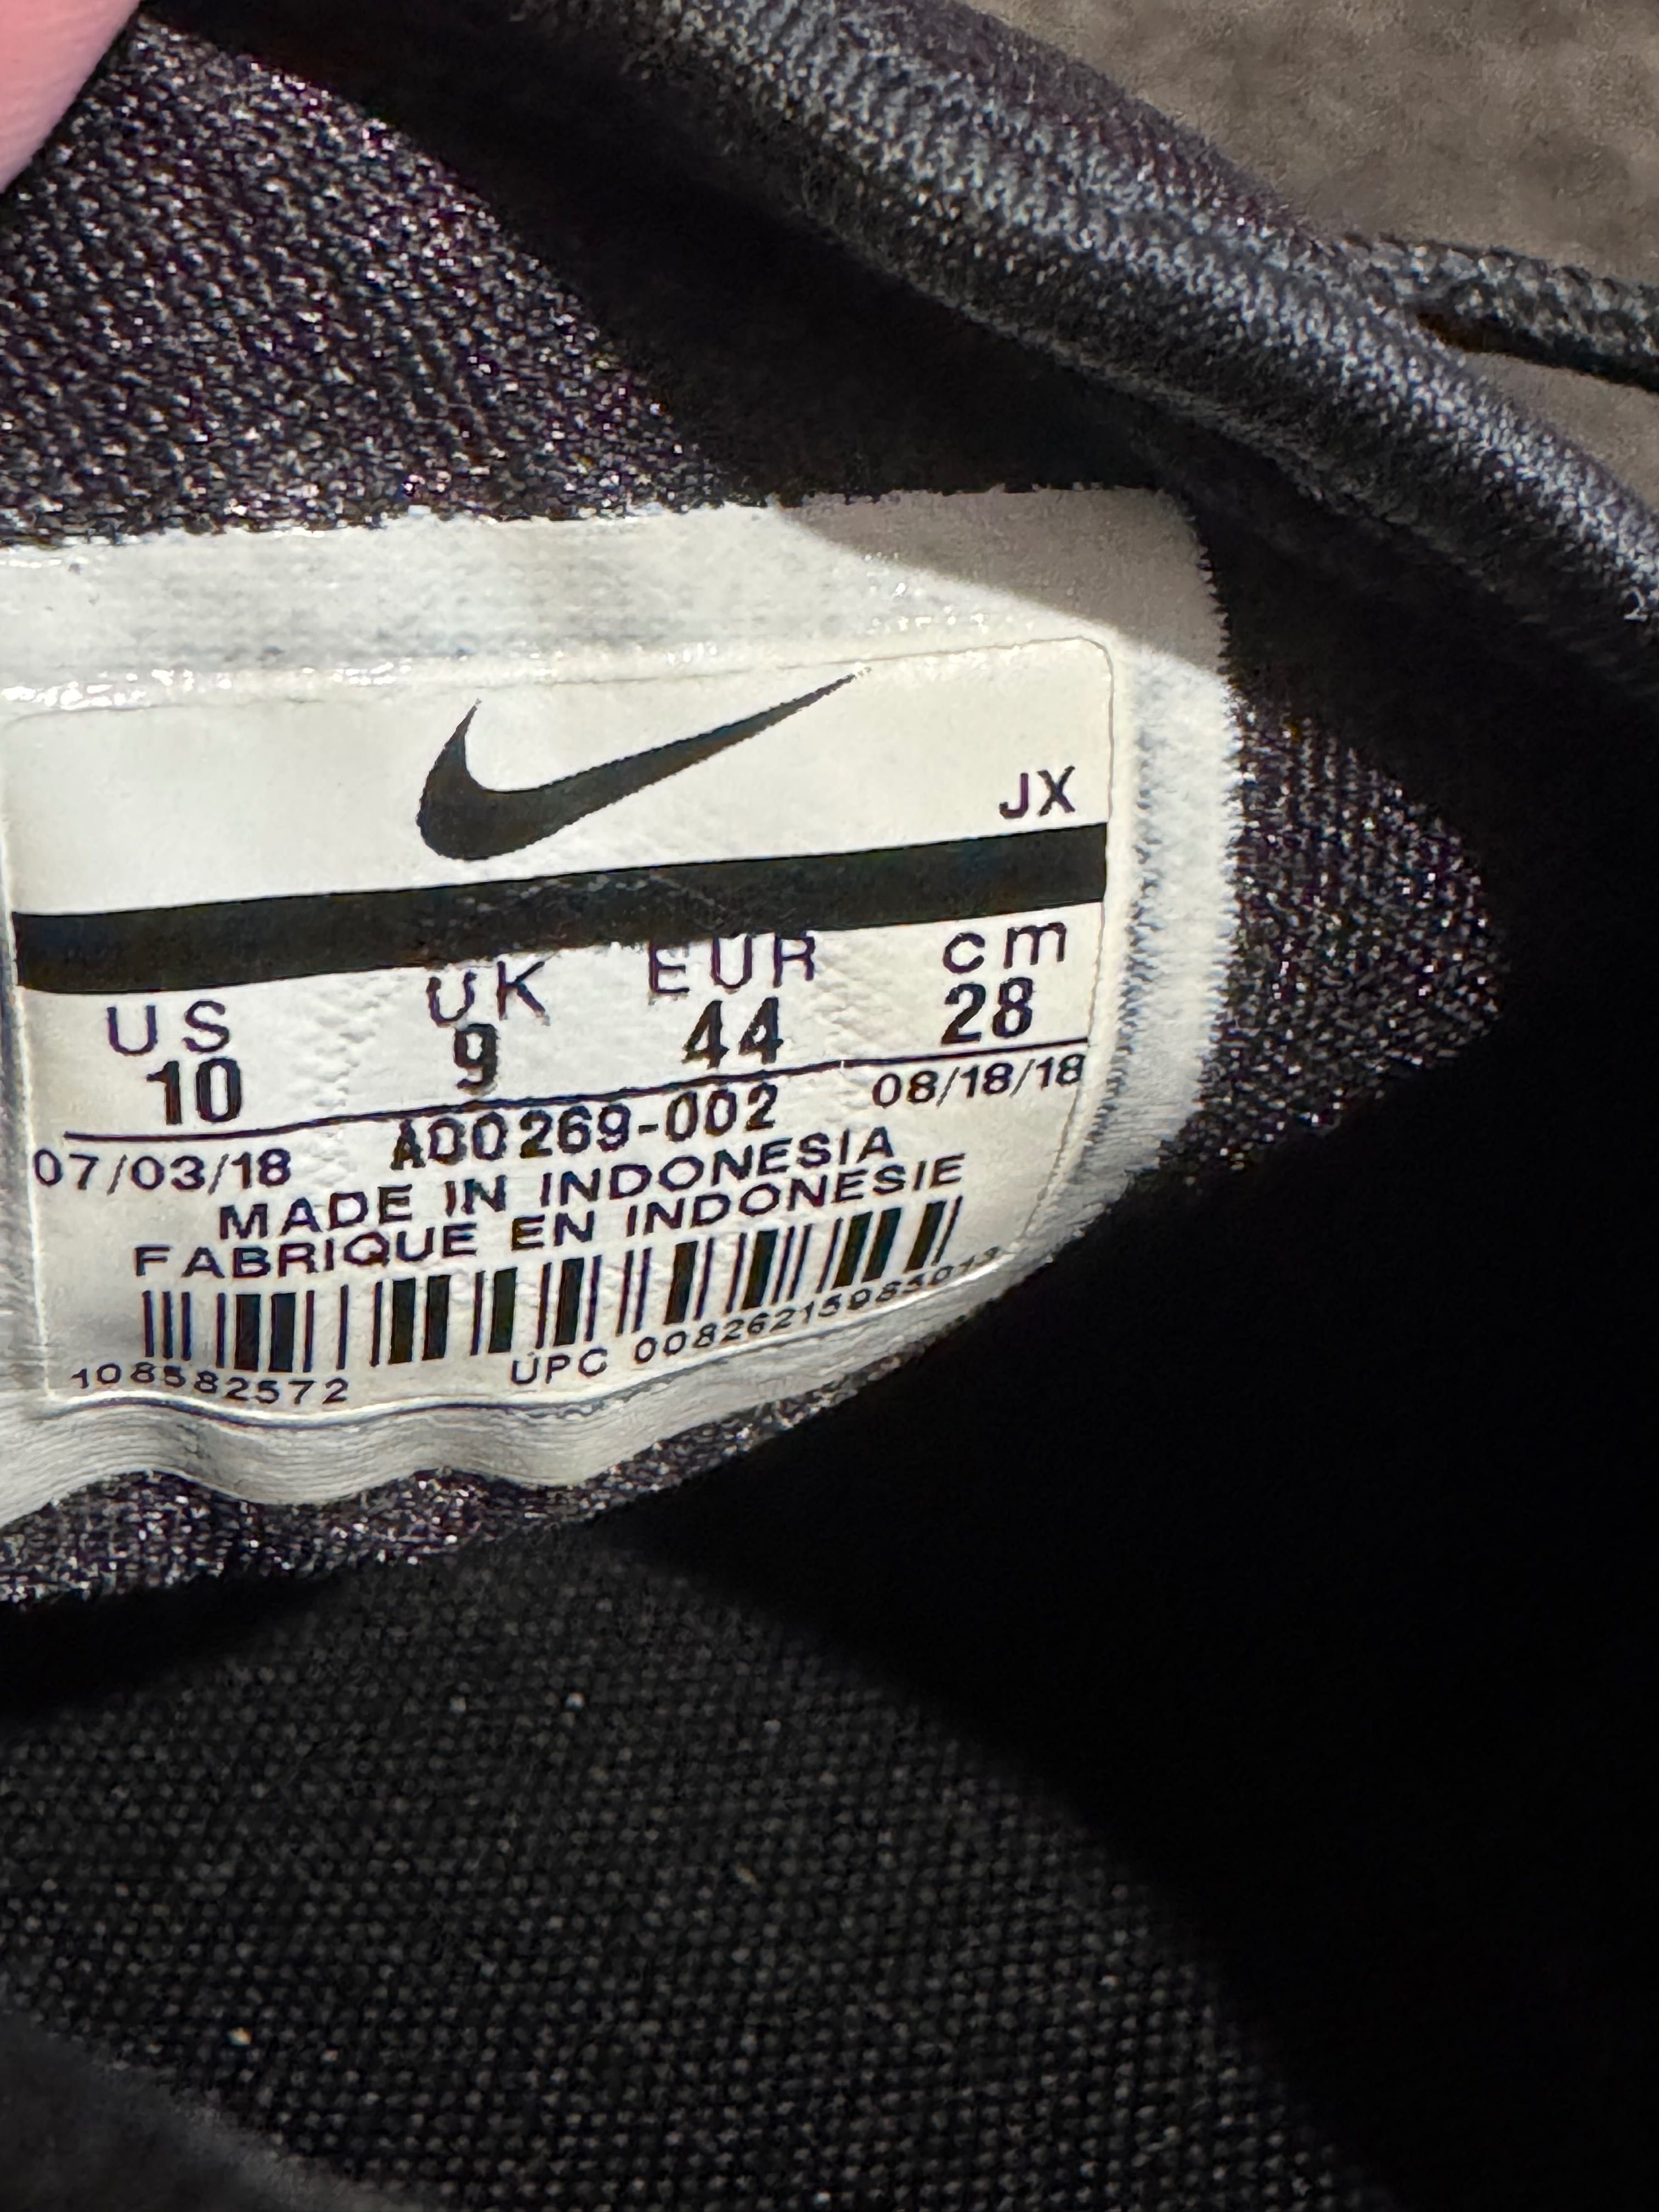 JX
US UK EUR cm
10 9 44 28
07/03/18 AO0269-002 08/18/18
MADE IN INDONESIA
FABRIQUE EN INDONESIE
108582572 UPC